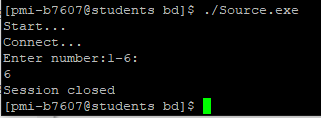 [pmi-b7607@students bd]$ ./Source.exe
Start...
Connect...
Enter number:1-6:
6
Session closed
[pmi-b7607@students bd]$